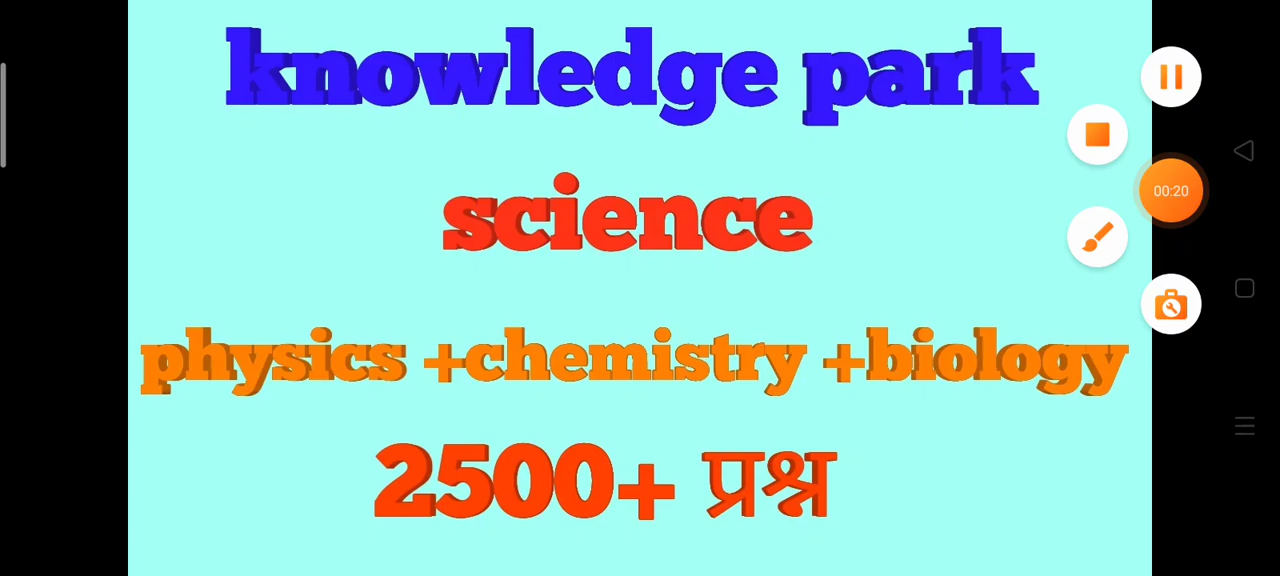 knowledge park
science
physics +chemistry +biology
2500+ प्रश्न
00:20